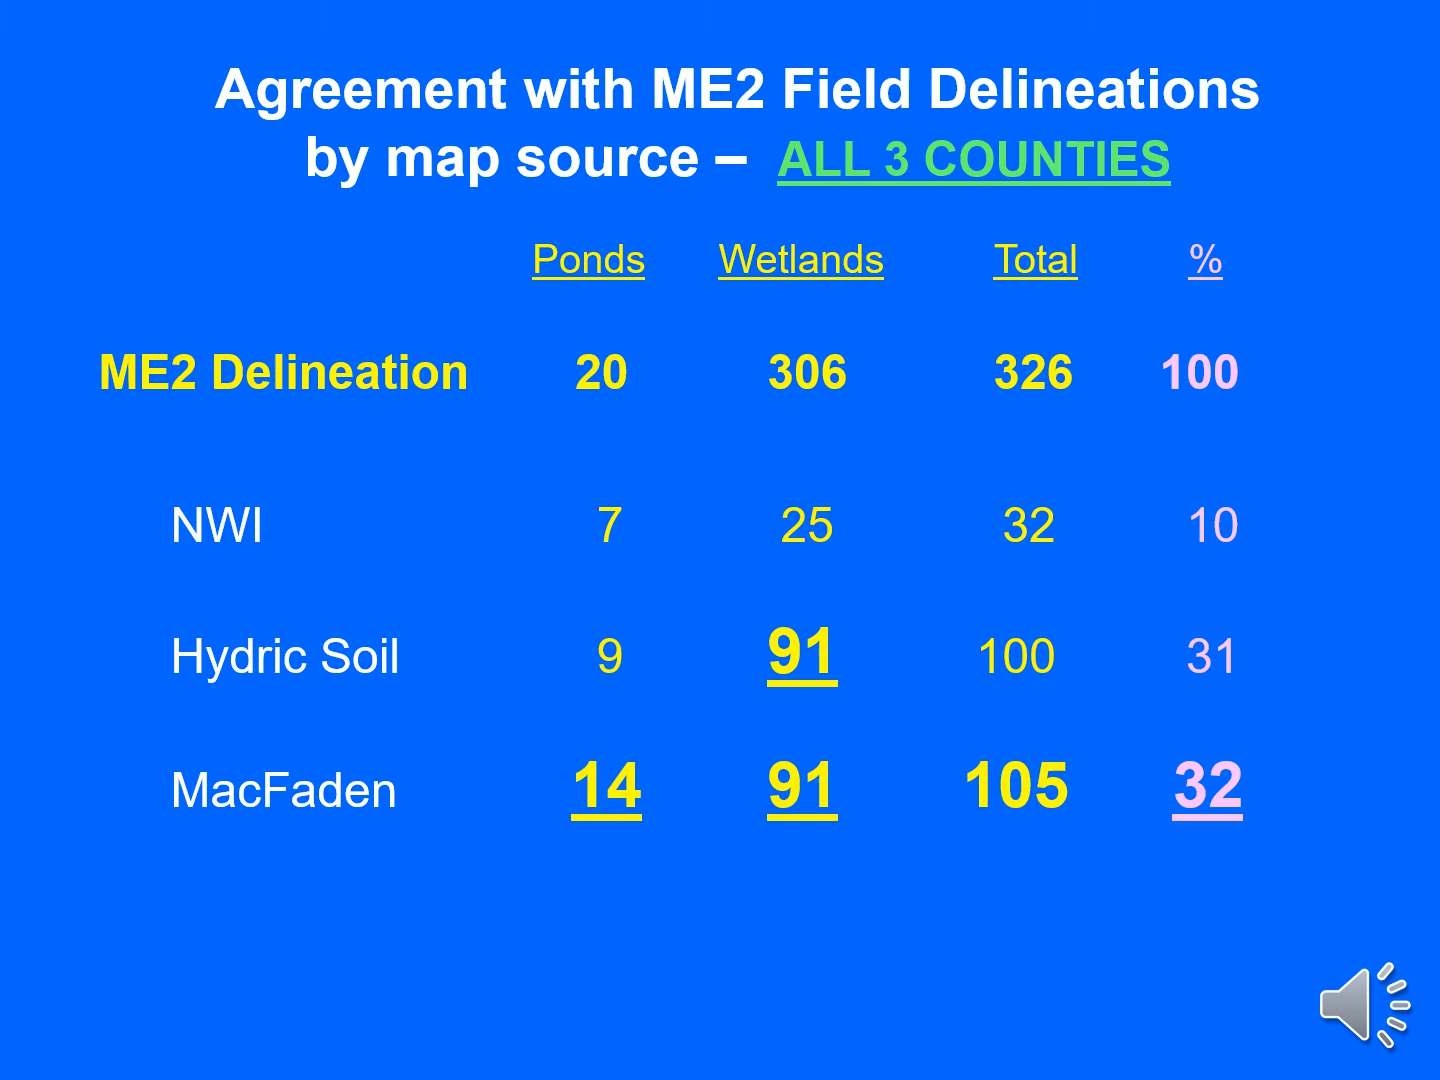 Agreement with ME2 Field Delineations
by map source – ALL 3 COUNTIES
Ponds Wetlands Total %
ME2 Delineation 20 306 326 100
NWI 7 25 32 10
Hydric Soil 9 91 100 31
MacFaden 14 91 105 32